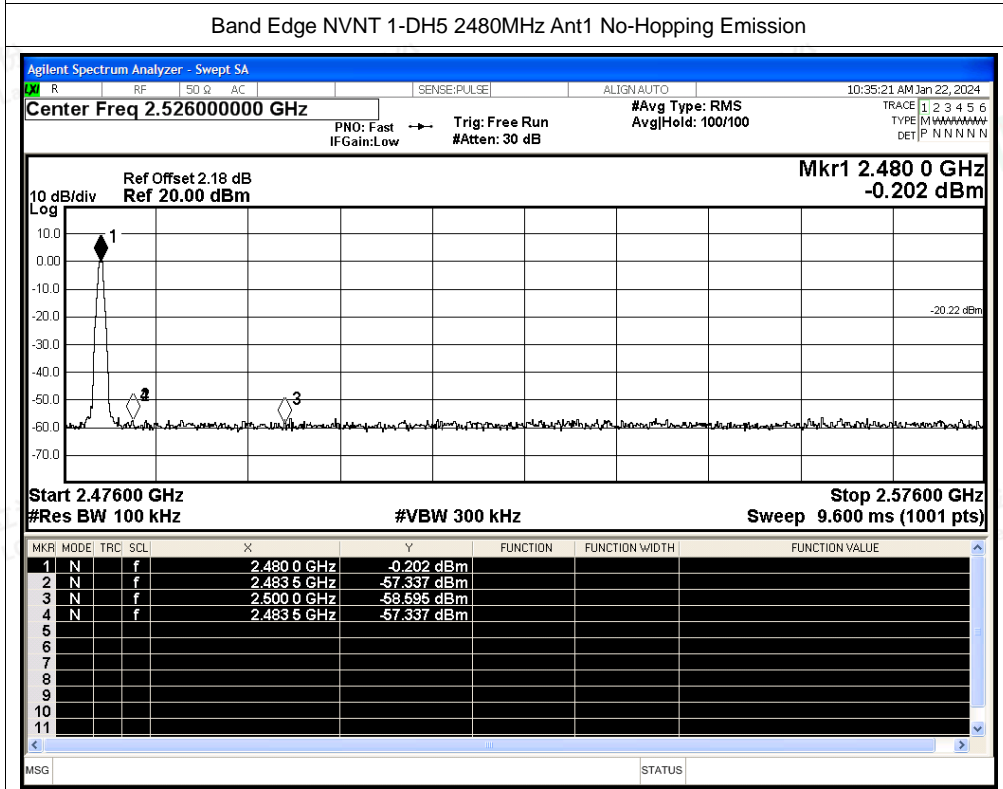 Band Edge NVNT 1-DH5 2480MHz Ant1 No-Hopping Emission
Agilent Spectrum Analyzer - Swept SA
LXI R RF 50 Ω AC SENSE:PULSE ALIGN AUTO 10:35:21 AM Jan 22, 2024
Center Freq 2.526000000 GHz #Avg Type: RMS TRACE 1 2 3 4 5 6
PNO: Fast Trig: Free Run Avg|Hold: 100/100 TYPE M WWWWW
IFGain:Low #Atten: 30 dB DET P N N N N N
Mkr1 2.480 0 GHz
Ref Offset 2.18 dB
10 dB/div Ref 20.00 dBm -0.202 dBm
Log
10.0
1
0.00
-10.0
-20.0
-20.22 dBm
-30.0
-40.0
-50.0
3
-60.0
-70.0
Start 2.47600 GHz Stop 2.57600 GHz
#Res BW 100 kHz #VBW 300 kHz Sweep 9.600 ms (1001 pts)
MKR MODE TRC SCL X Y FUNCTION FUNCTION WIDTH FUNCTION VALUE
1 N f 2.480 0 GHz -0.202 dBm
2 N f 2.483 5 GHz -57.337 dBm
3 N f 2.500 0 GHz -58.595 dBm
4 N f 2.483 5 GHz -57.337 dBm
5
6
7
8
9
10
11
MSG STATUS